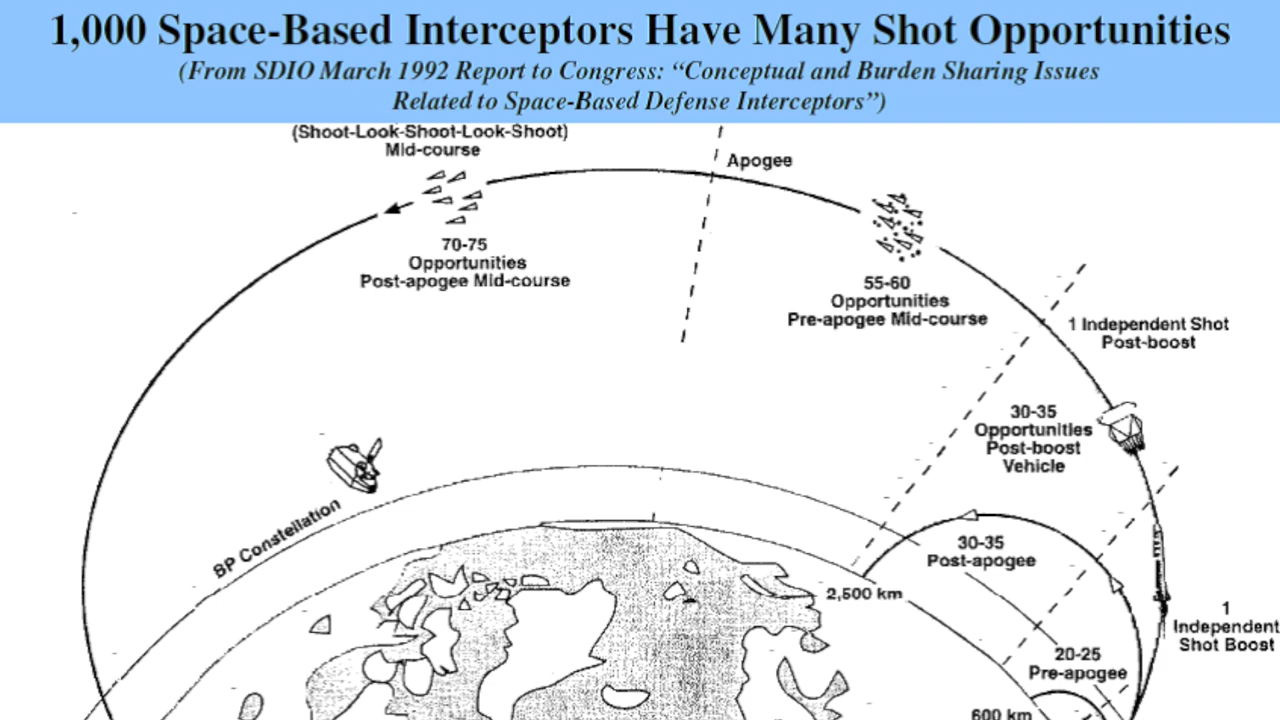 1,000 Space-Based Interceptors Have Many Shot Opportunities
(From SDIO March 1992 Report to Congress: “Conceptual and Burden Sharing Issues
Related to Space-Based Defense Interceptors”)
(Shoot-Look-Shoot-Look-Shoot)
Mid-course
Apogee
70-75
Opportunities
Post-apogee Mid-course
55-60
Opportunities
Pre-apogee Mid-course
1 Independent Shot
Post-boost
30-35
Opportunities
Post-boost
Vehicle
BP Constellation
30-35
Post-apogee
2,500 km
1
Independent
Shot Boost
20-25
Pre-apogee
600 km